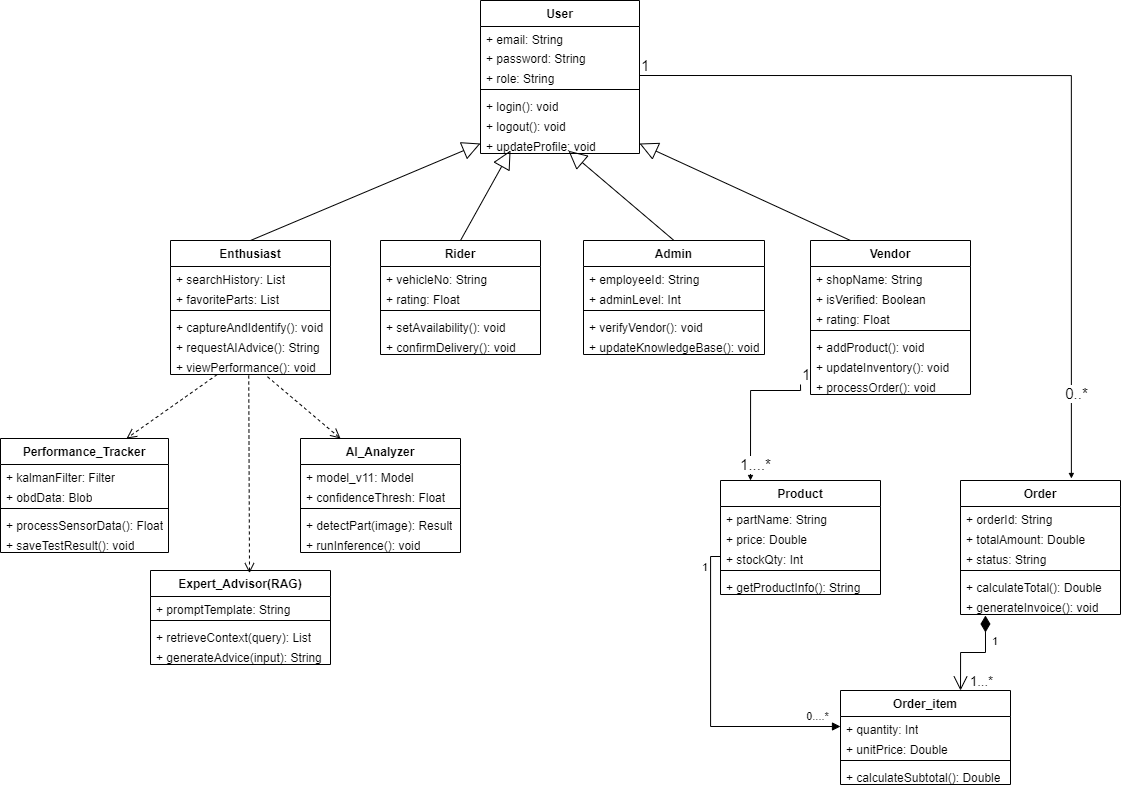 User
+ email: String
+ password: String
+ role: String
+ login(): void
+ logout(): void
+ updateProfile: void
1
Enthusiast
+ searchHistory: List
+ favoriteParts: List
+ captureAndIdentify(): void
+ requestAIAdvice(): String
+ viewPerformance(): void
Rider
+ vehicleNo: String
+ rating: Float
+ setAvailability(): void
+ confirmDelivery(): void
Admin
+ employeeId: String
+ adminLevel: Int
+ verifyVendor(): void
+ updateKnowledgeBase(): void
Vendor
+ shopName: String
+ isVerified: Boolean
+ rating: Float
+ addProduct(): void
+ updateInventory(): void
+ processOrder(): void
1
0..*
1....*
Performance_Tracker
+ kalmanFilter: Filter
+ obdData: Blob
+ processSensorData(): Float
+ saveTestResult(): void
AI_Analyzer
+ model_v11: Model
+ confidenceThresh: Float
+ detectPart(image): Result
+ runInference(): void
Product
+ partName: String
+ price: Double
+ stockQty: Int
+ getProductInfo(): String
1
Order
+ orderId: String
+ totalAmount: Double
+ status: String
+ calculateTotal(): Double
+ generateInvoice(): void
1
1...*
Expert_Advisor(RAG)
+ promptTemplate: String
+ retrieveContext(query): List
+ generateAdvice(input): String
0....*
Order_item
+ quantity: Int
+ unitPrice: Double
+ calculateSubtotal(): Double